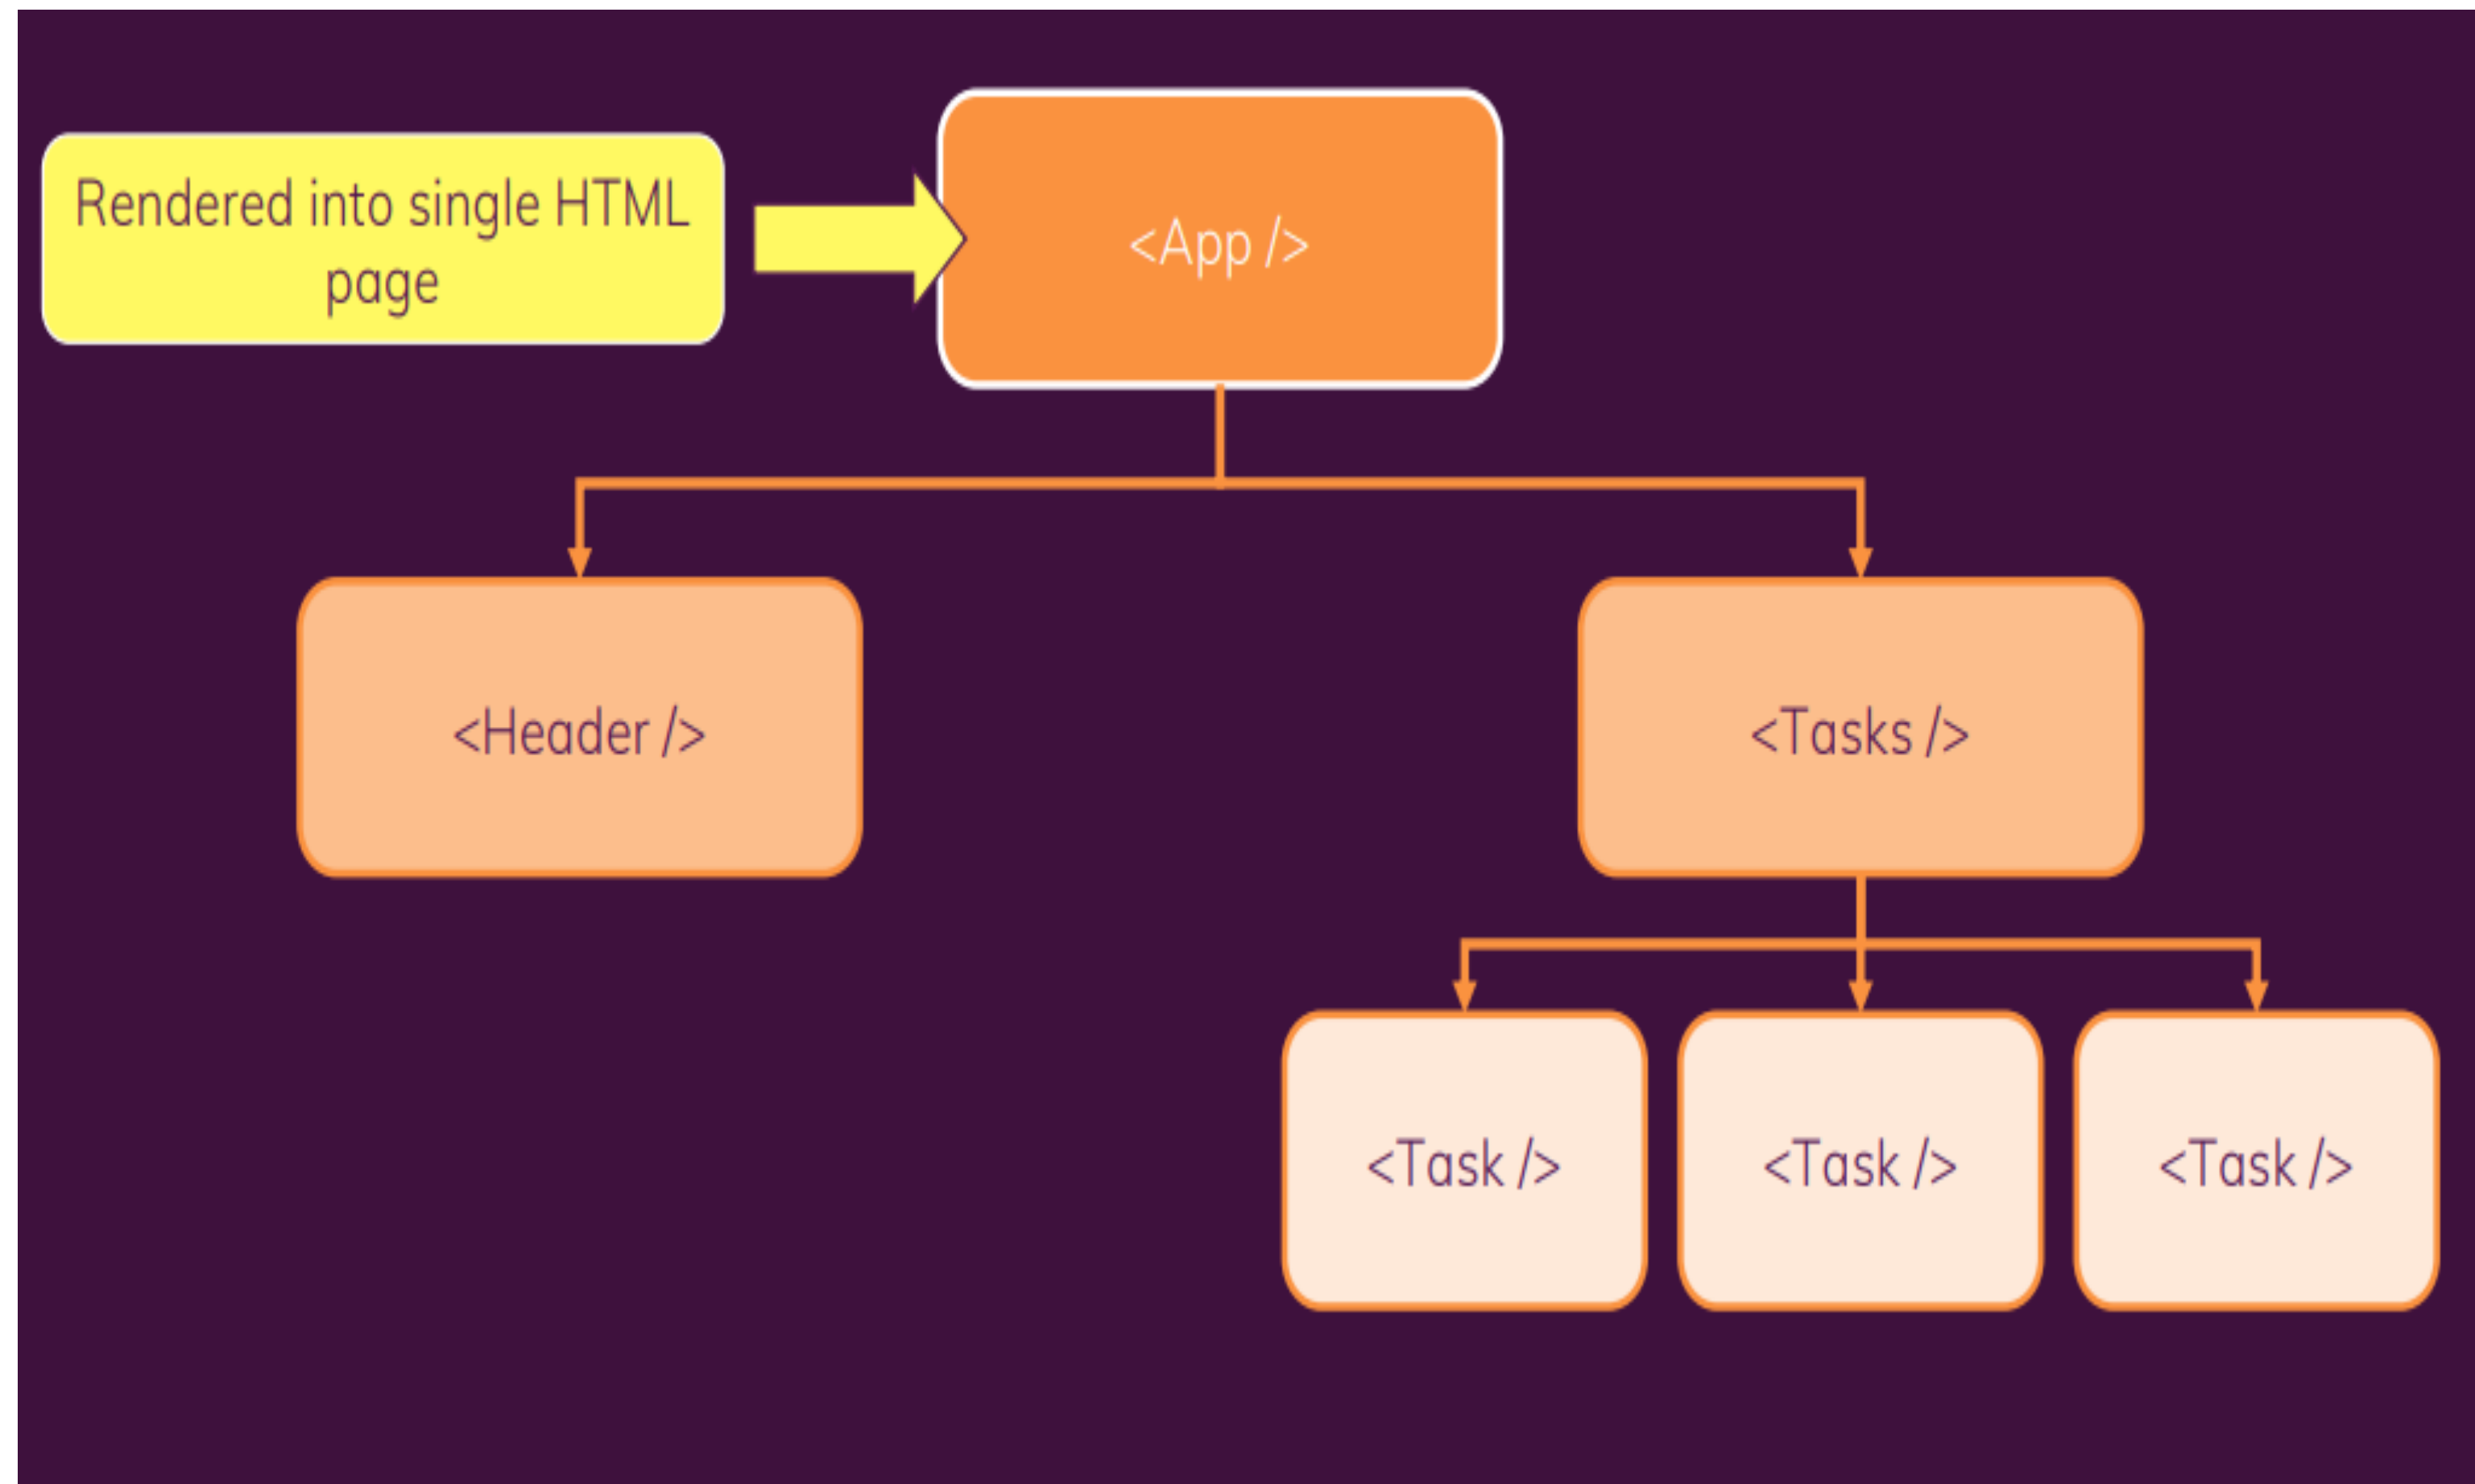 Rendered into single HTML
page
<App />
<Header />
<Tasks />
<Task />
<Task />
<Task />